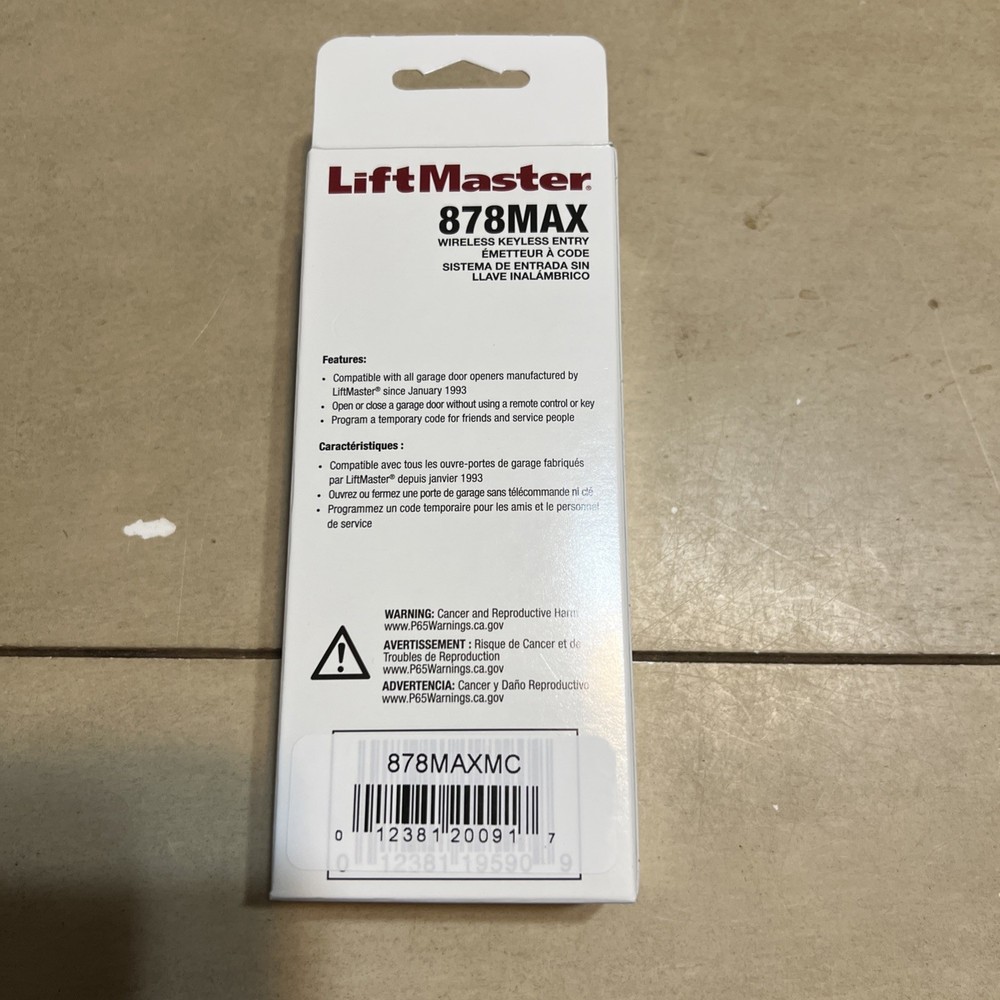 LiftMaster®
878MAX
WIRELESS KEYLESS ENTRY
ÉMETTEUR À CODE
SISTEMA DE ENTRADA SIN
LLAVE INALÁMBRICO
Features:
• Compatible with all garage door openers manufactured by
LiftMaster® since January 1993
• Open or close a garage door without using a remote control or key
• Program a temporary code for friends and service people
Caractéristiques :
• Compatible avec tous les ouvre-portes de garage fabriqués
par LiftMaster® depuis janvier 1993
• Ouvrez ou fermez une porte de garage sans télécommande ni clé
• Programmez un code temporaire pour les amis et le personnel
de service
WARNING: Cancer and Reproductive Harm
www.P65Warnings.ca.gov
AVERTISSEMENT : Risque de Cancer et de
Troubles de Reproduction
www.P65Warnings.ca.gov
ADVERTENCIA: Cancer y Daño Reproductivo
www.P65Warnings.ca.gov
878MAXMC
0 12381 20091 7
0 12381 19590 9